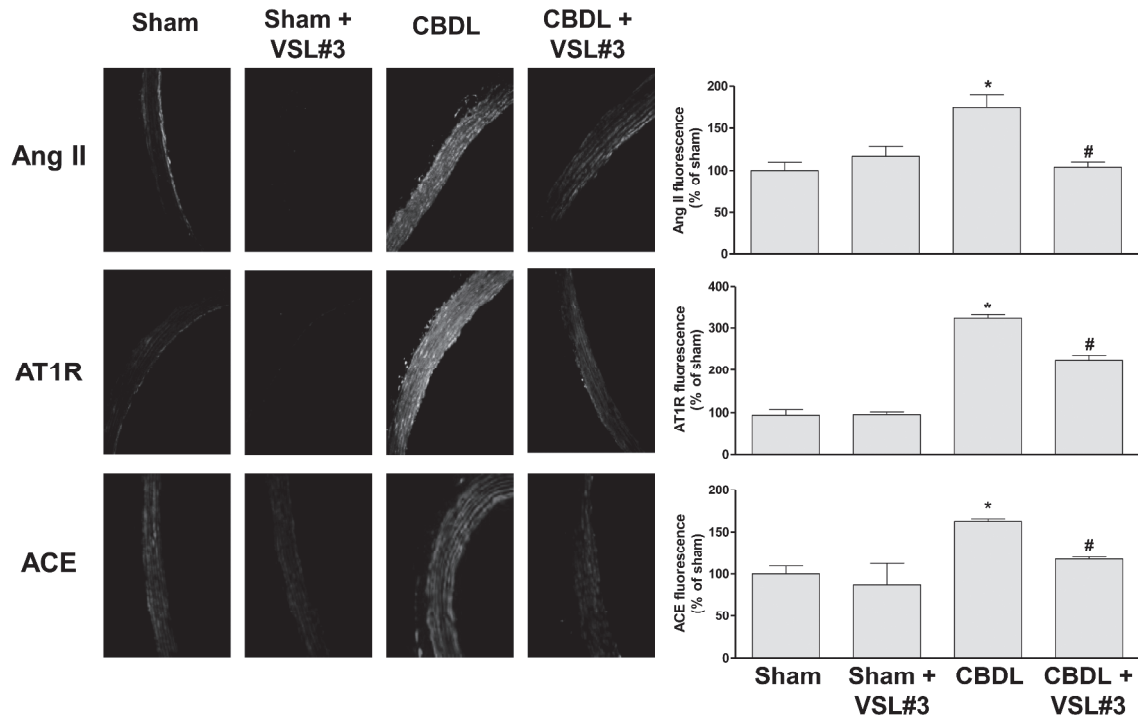 Sham
Sham +
VSL#3
CBDL
CBDL +
VSL#3
Ang II
AT1R
ACE
Ang II fluorescence
(% of sham)
200
150
100
50
0
*
#
AT1R fluorescence
(% of sham)
400
300
200
100
0
*
#
ACE fluorescence
(% of sham)
200
150
100
50
0
*
#
Sham
Sham +
VSL#3
CBDL
CBDL +
VSL#3